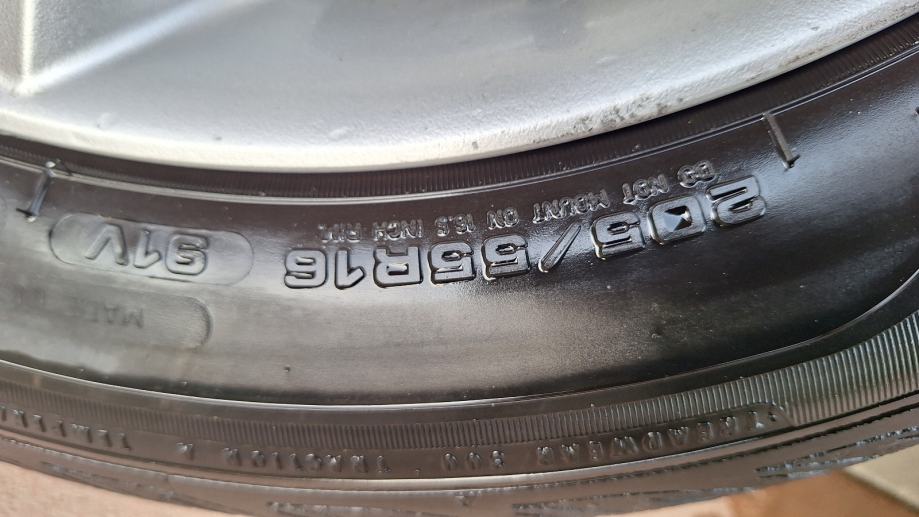 DO NOT MOUNT ON 16.5 INCH RIM.
205/55R16 91V
TREADWEAR 300 TRACTION A